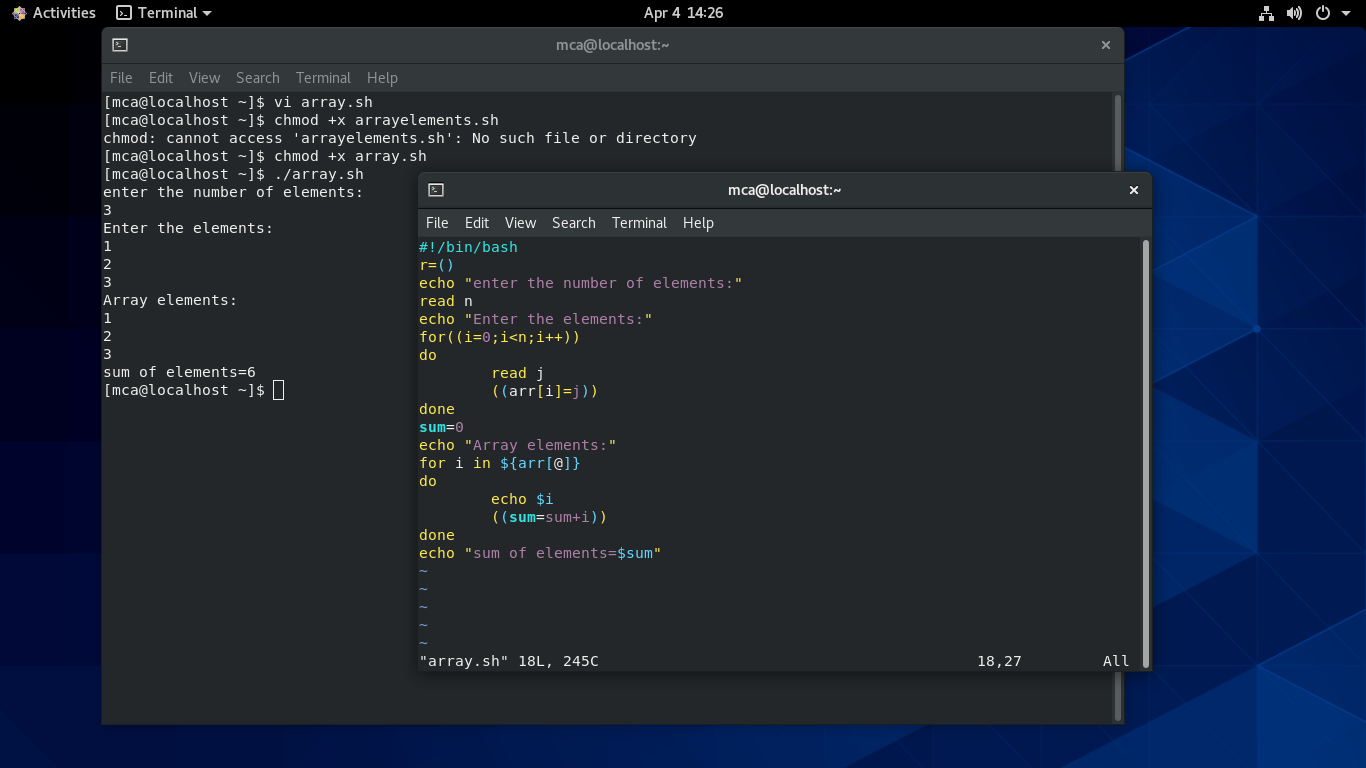 Activities Terminal Apr 4 14:26
mca@localhost:~
File Edit View Search Terminal Help
[mca@localhost ~]$ vi array.sh
[mca@localhost ~]$ chmod +x arrayelements.sh
chmod: cannot access 'arrayelements.sh': No such file or directory
[mca@localhost ~]$ chmod +x array.sh
[mca@localhost ~]$ ./array.sh
enter the number of elements:
3
Enter the elements:
1
2
3
Array elements:
1
2
3
sum of elements=6
[mca@localhost ~]$
mca@localhost:~
File Edit View Search Terminal Help
#!/bin/bash
r=()
echo "enter the number of elements:"
read n
echo "Enter the elements:"
for((i=0;i<n;i++))
do
        read j
        ((arr[i]=j))
done
sum=0
echo "Array elements:"
for i in ${arr[@]}
do
        echo $i
        ((sum=sum+i))
done
echo "sum of elements=$sum"
~
~
~
~
~
"array.sh" 18L, 245C 18,27 All